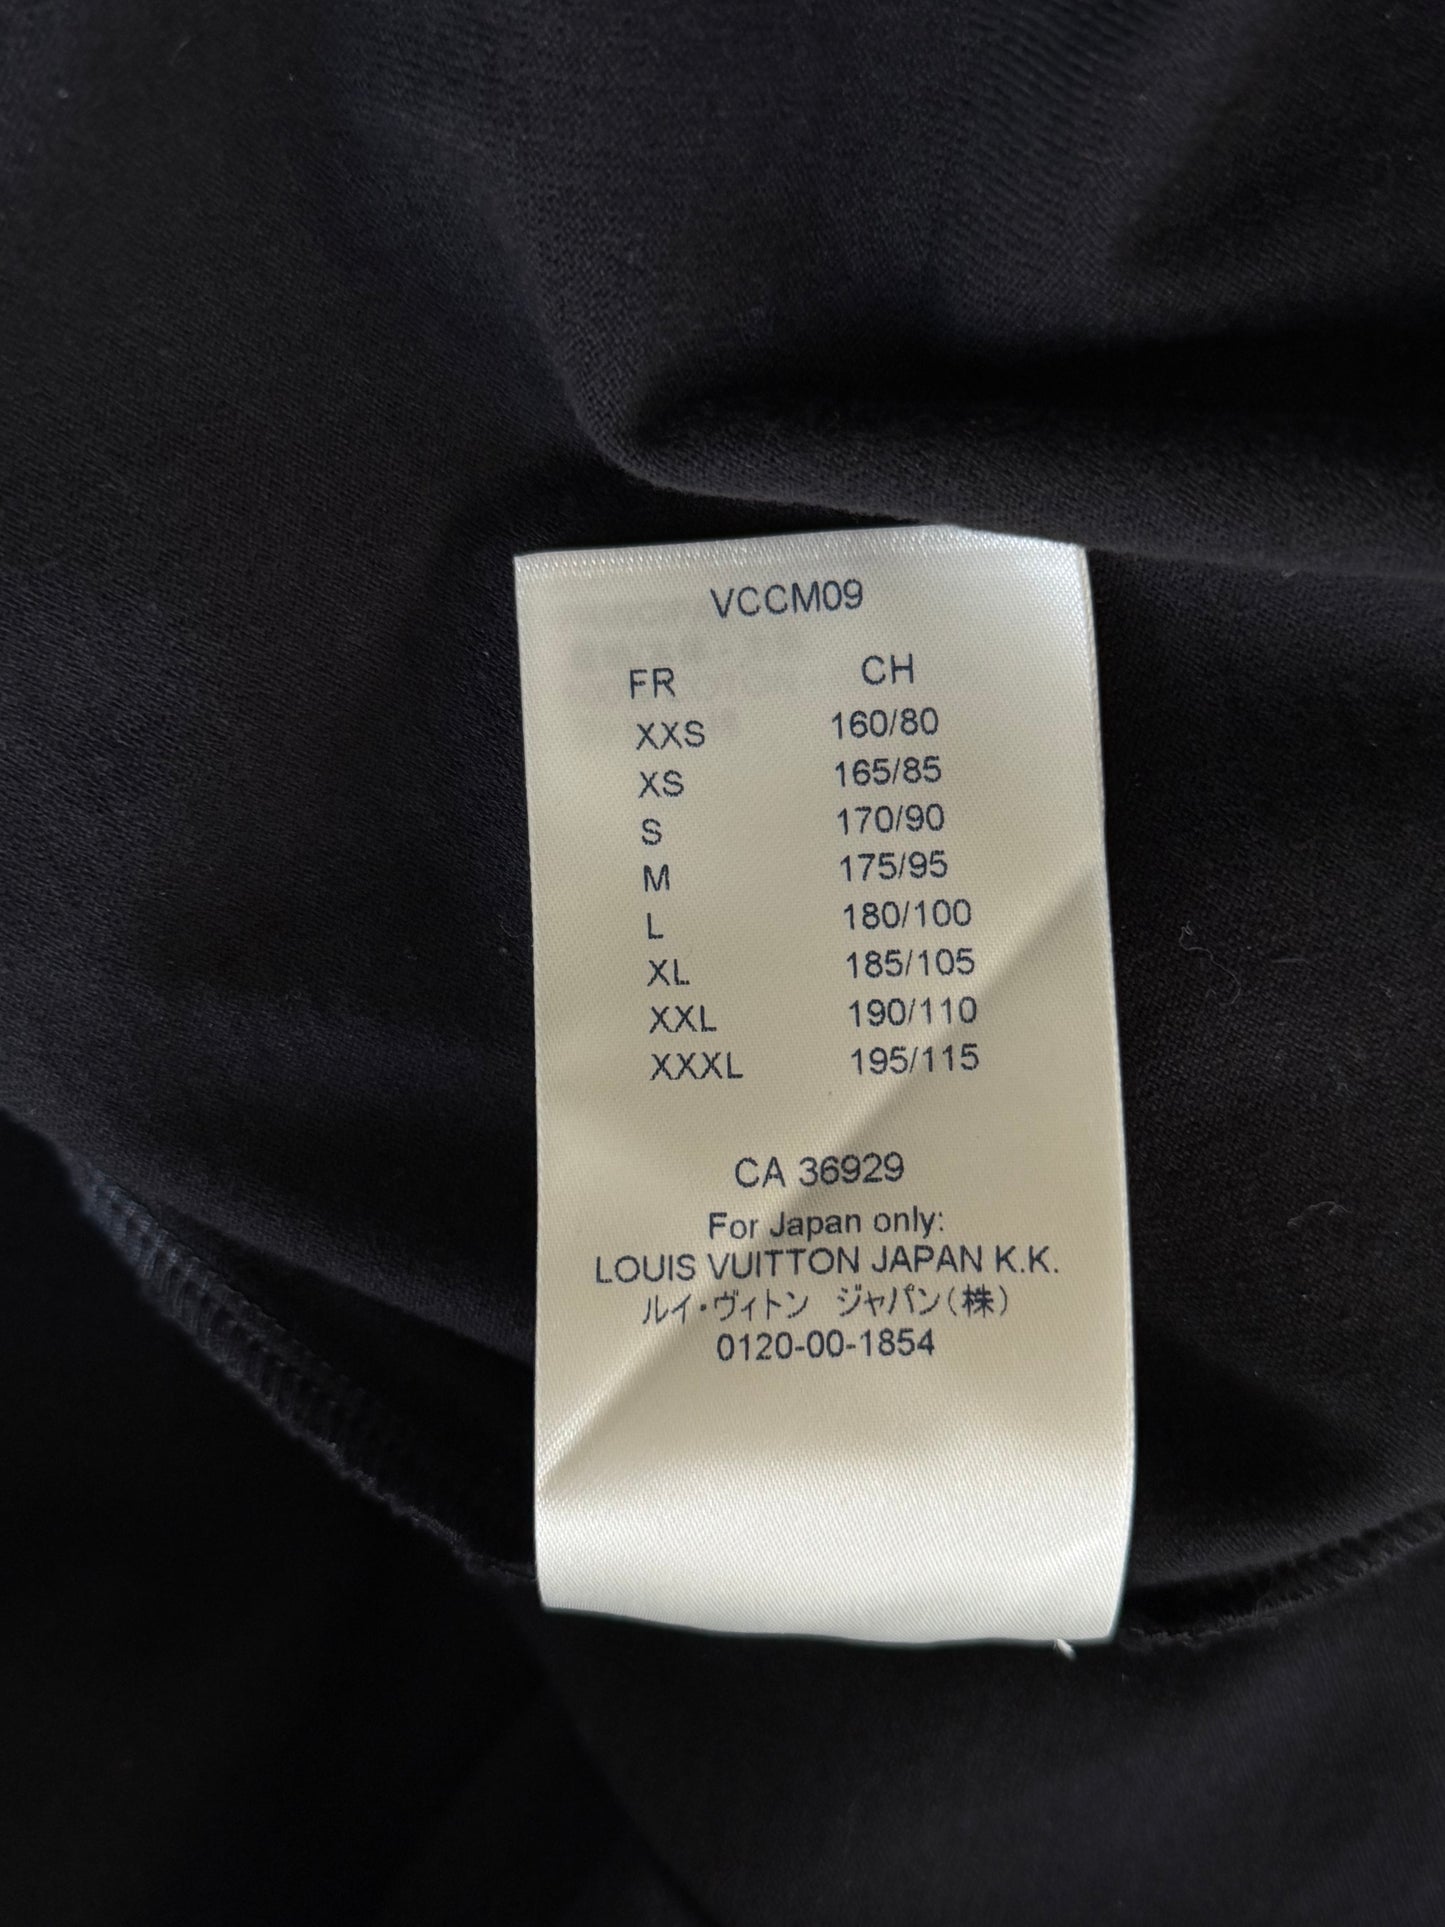 VCCM09
FR CH
XXS 160/80
XS 165/85
S 170/90
M 175/95
L 180/100
XL 185/105
XXL 190/110
XXXL 195/115
CA 36929
For Japan only:
LOUIS VUITTON JAPAN K.K.
ルイ・ヴィトン ジャパン(株)
0120-00-1854